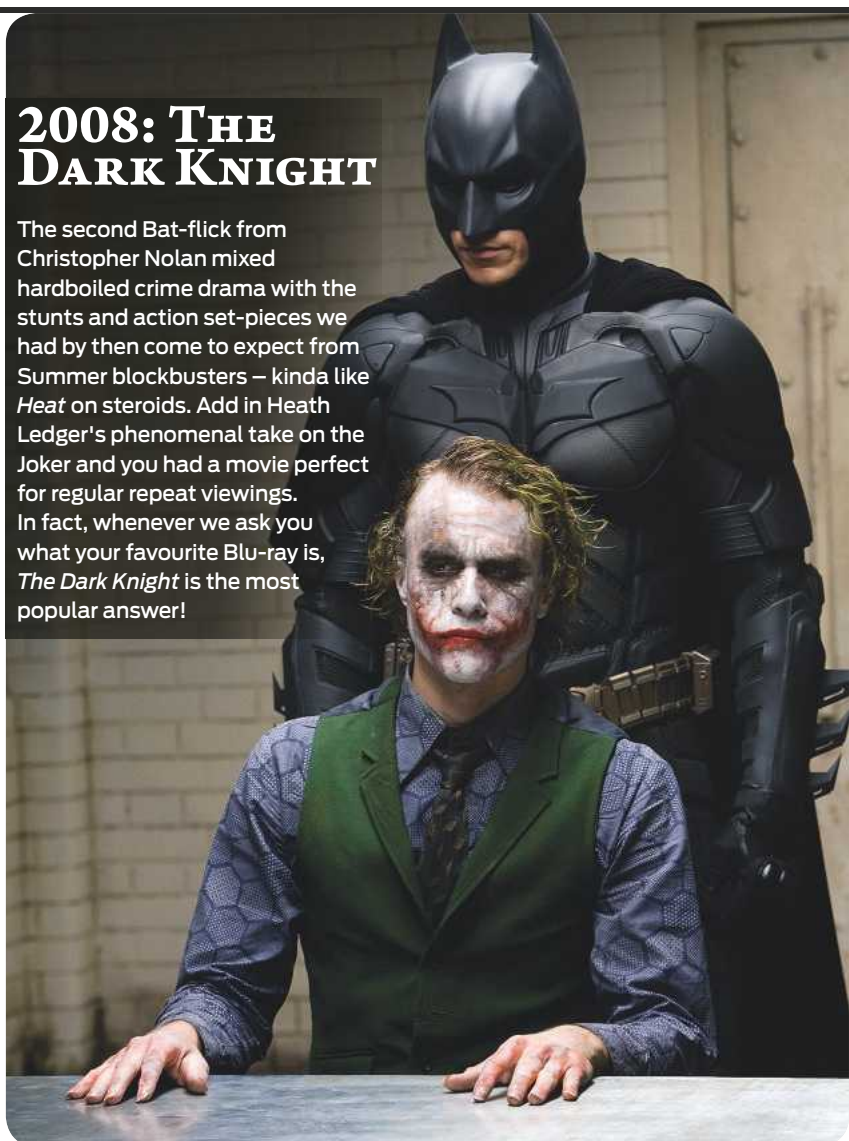 2008: THE
DARK KNIGHT
The second Bat-flick from
Christopher Nolan mixed
hardboiled crime drama with the
stunts and action set-pieces we
had by then come to expect from
Summer blockbusters – kinda like
Heat on steroids. Add in Heath
Ledger's phenomenal take on the
Joker and you had a movie perfect
for regular repeat viewings.
In fact, whenever we ask you
what your favourite Blu-ray is,
The Dark Knight is the most
popular answer!